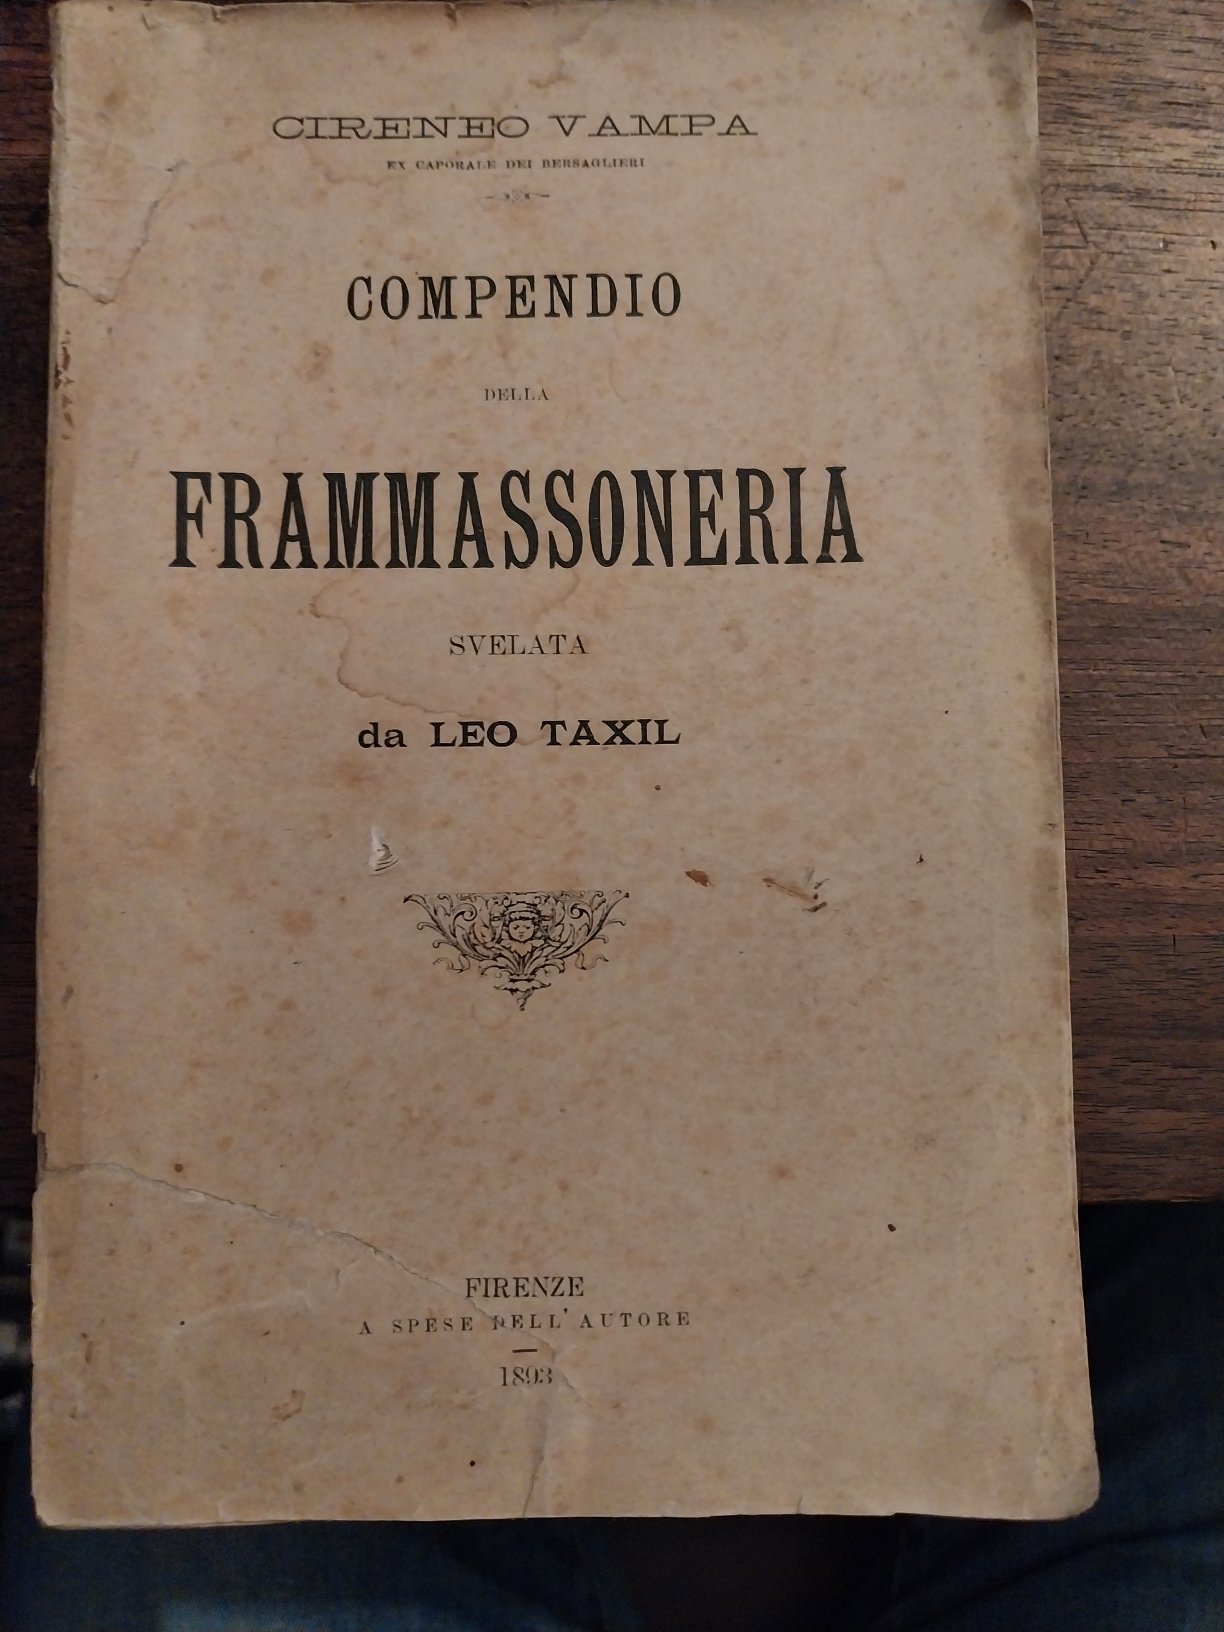 CIRENEO VAMPA
EX CAPORALE DEI BERSAGLIERI
COMPENDIO
DELLA
FRAMMASSONERIA
SVELATA
da LEO TAXIL
FIRENZE
A SPESE DELL' AUTORE
1893